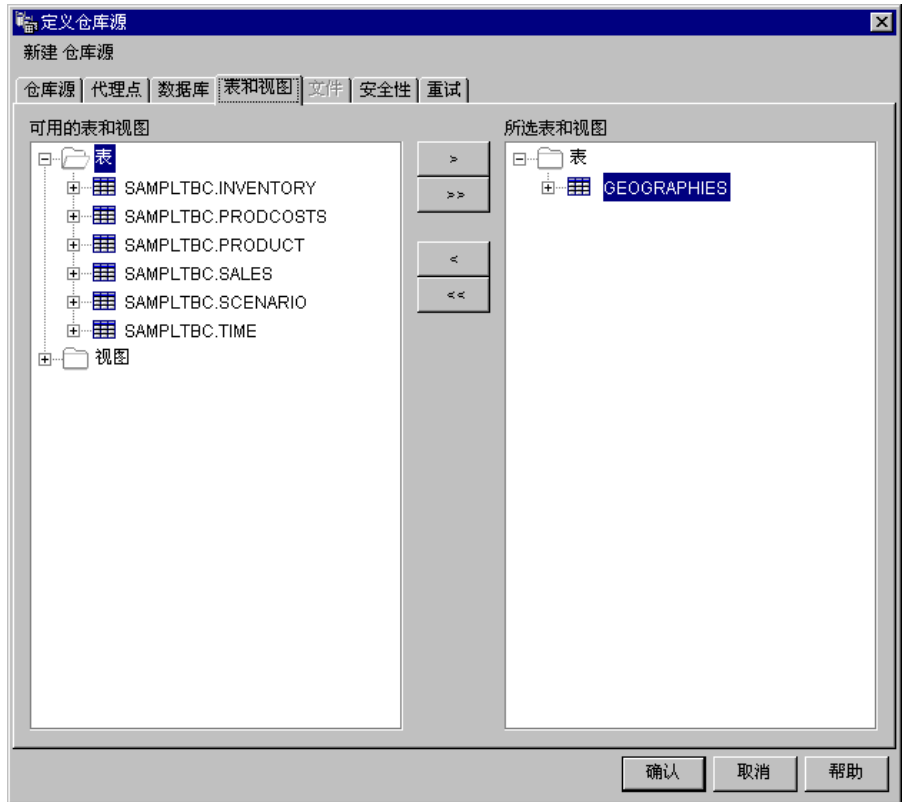 定义仓库源
新建 仓库源
仓库源 代理点 数据库 表和视图 文件 安全性 重试
可用的表和视图 所选表和视图
表 > 表
SAMPLTBC.INVENTORY >> GEOGRAPHIES
SAMPLTBC.PRODCOSTS
SAMPLTBC.PRODUCT <
SAMPLTBC.SALES
SAMPLTBC.SCENARIO <<
SAMPLTBC.TIME
视图
确认 取消 帮助